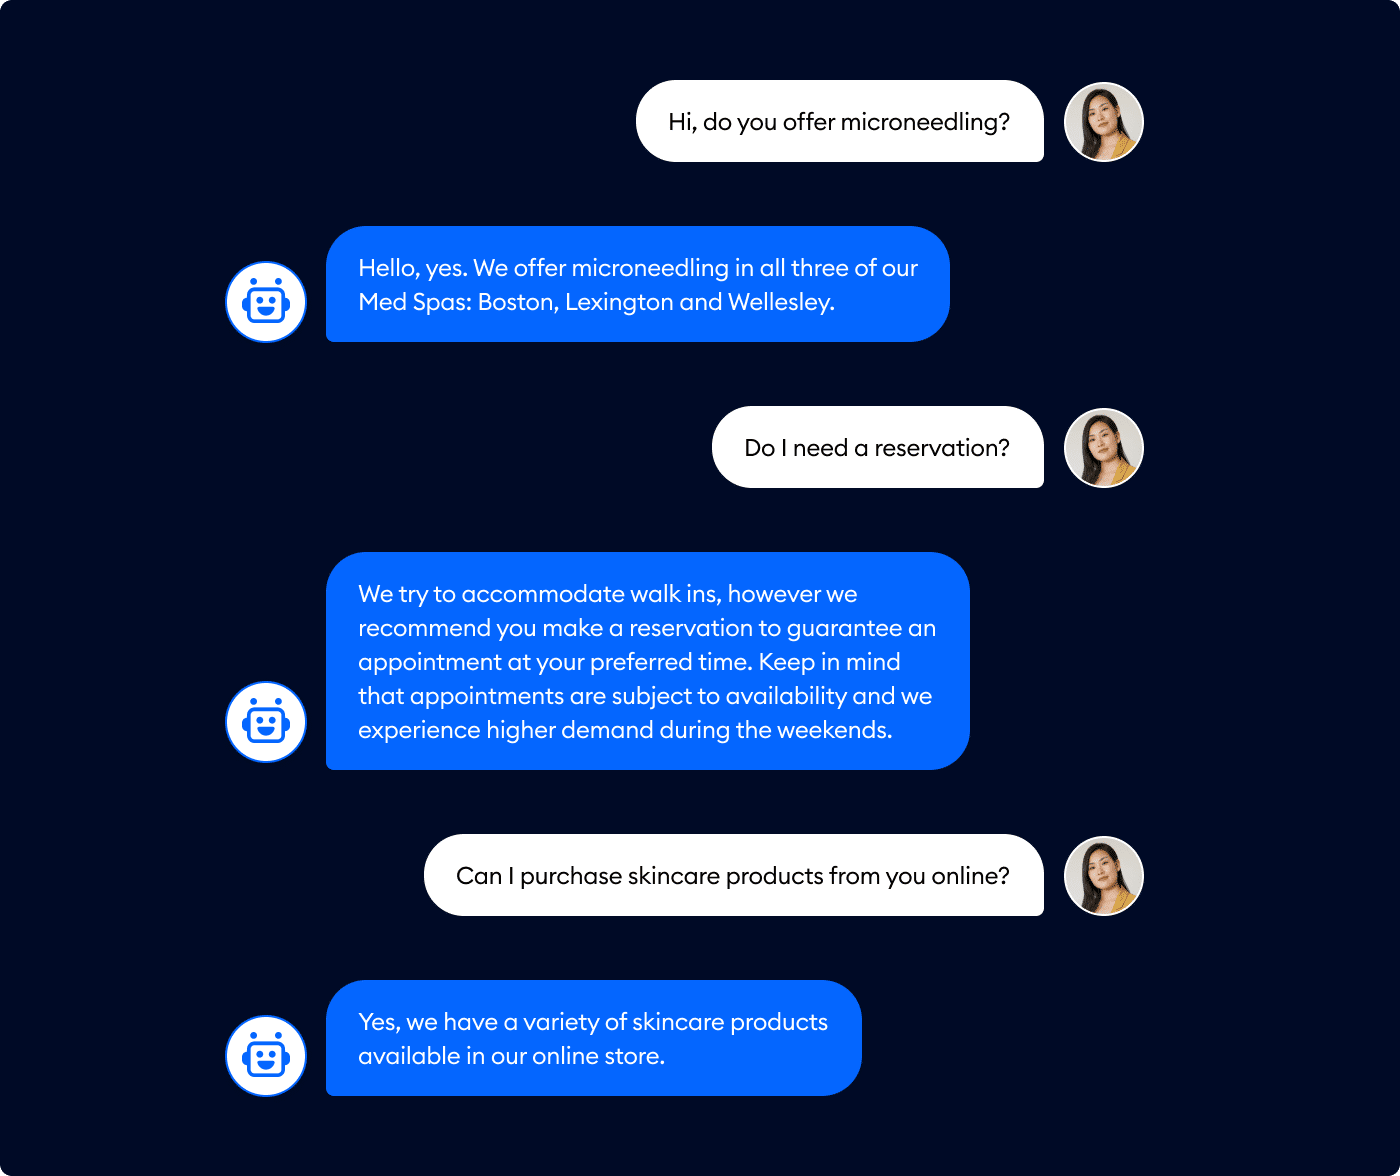 Hi, do you offer microneedling?
Hello, yes. We offer microneedling in all three of our
Med Spas: Boston, Lexington and Wellesley.
Do I need a reservation?
We try to accommodate walk ins, however we
recommend you make a reservation to guarantee an
appointment at your preferred time. Keep in mind
that appointments are subject to availability and we
experience higher demand during the weekends.
Can I purchase skincare products from you online?
Yes, we have a variety of skincare products
available in our online store.